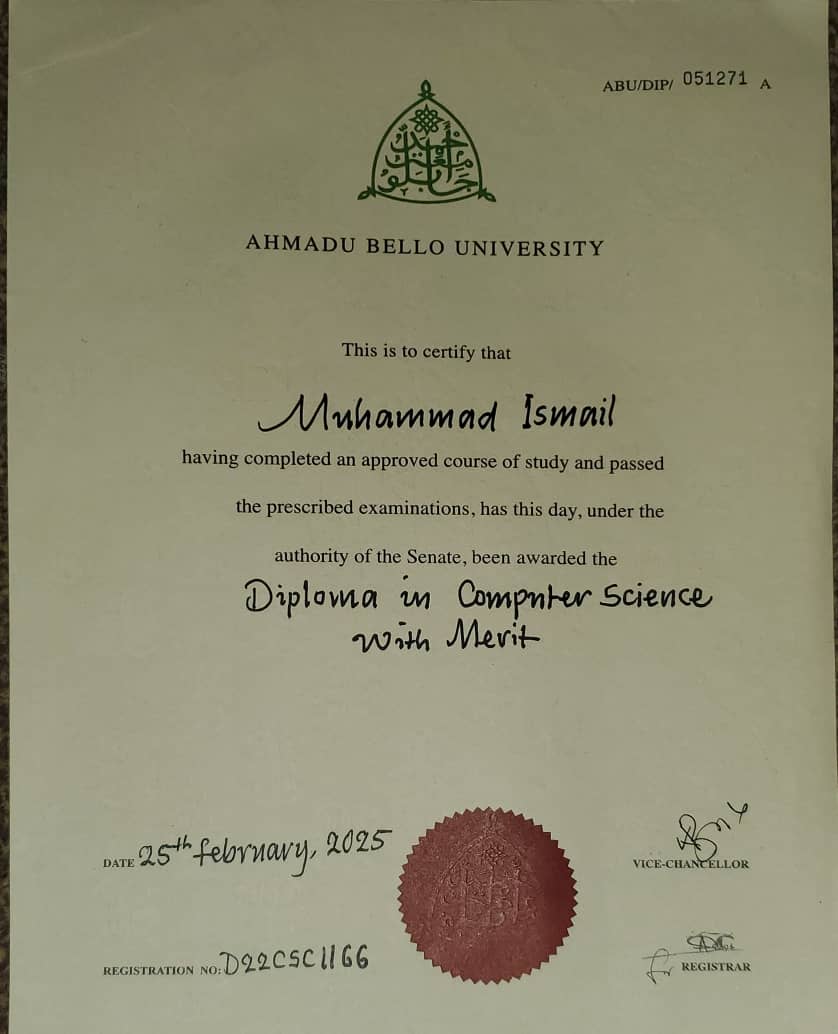 ABU/DIP/ 051271 A
AHMADU BELLO UNIVERSITY
This is to certify that
Muhammad Ismail
having completed an approved course of study and passed
the prescribed examinations, has this day, under the
authority of the Senate, been awarded the
Diploma in Computer Science
With Merit
DATE 25th february, 2025
VICE-CHANCELLOR
REGISTRATION NO: D22CSC1166
REGISTRAR